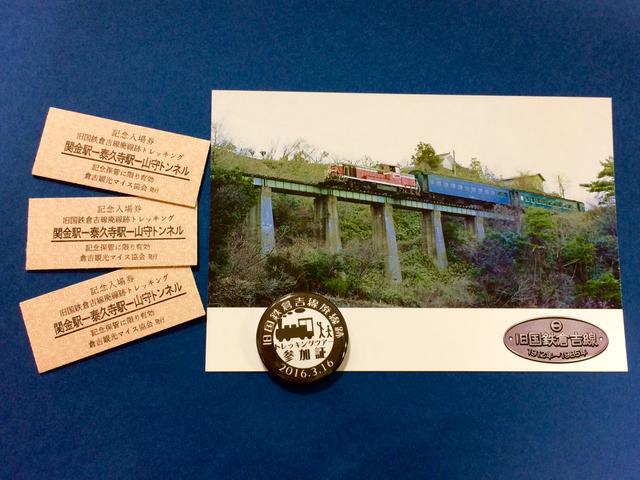 記念入場券
旧国鉄倉吉線廃線跡トレッキング
関金駅ー泰久寺駅ー山守トンネル
記念保管に限り有効
倉吉観光マイス協会 発行
記念入場券
旧国鉄倉吉線廃線跡トレッキング
関金駅ー泰久寺駅ー山守トンネル
記念保管に限り有効
倉吉観光マイス協会 発行
記念入場券
旧国鉄倉吉線廃線跡トレッキング
関金駅ー泰久寺駅ー山守トンネル
記念保管に限り有効
倉吉観光マイス協会 発行
旧国鉄倉吉線廃線跡
トレッキングツアー
参加証
2016.3.16
旧国鉄倉吉線
1912年〜1985年